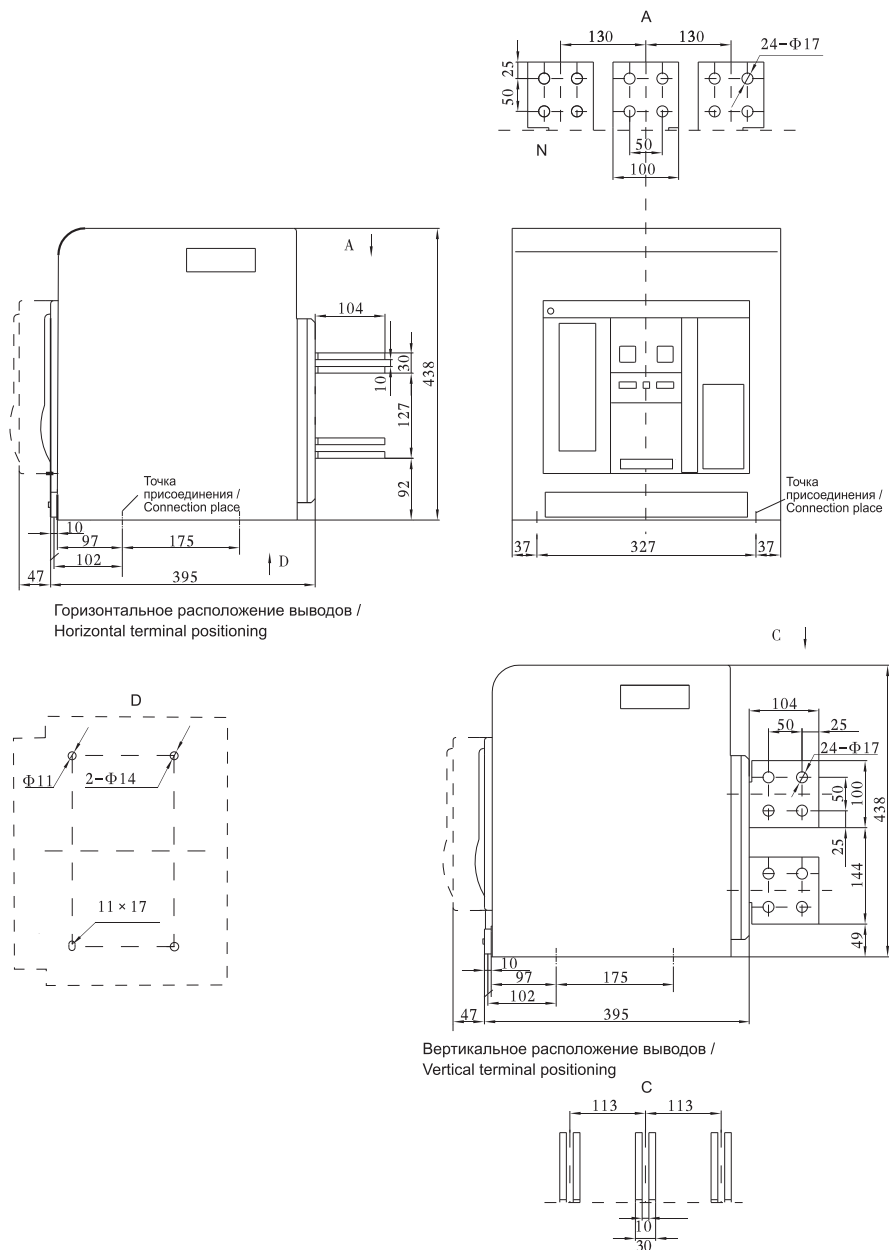 A
130
130
24-Φ17
25
50
N
50
100
A
104
30
10
127
92
438
Точка
присоединения /
Connection place
10
97
175
102
D
47
395
Точка
присоединения /
Connection place
37
327
37
Горизонтальное расположение выводов /
Horizontal terminal positioning
D
Φ11
2-Φ14
11 × 17
C
104
50
25
24-Φ17
50
100
25
144
49
438
10
97
175
102
47
395
Вертикальное расположение выводов /
Vertical terminal positioning
C
113
113
10
30